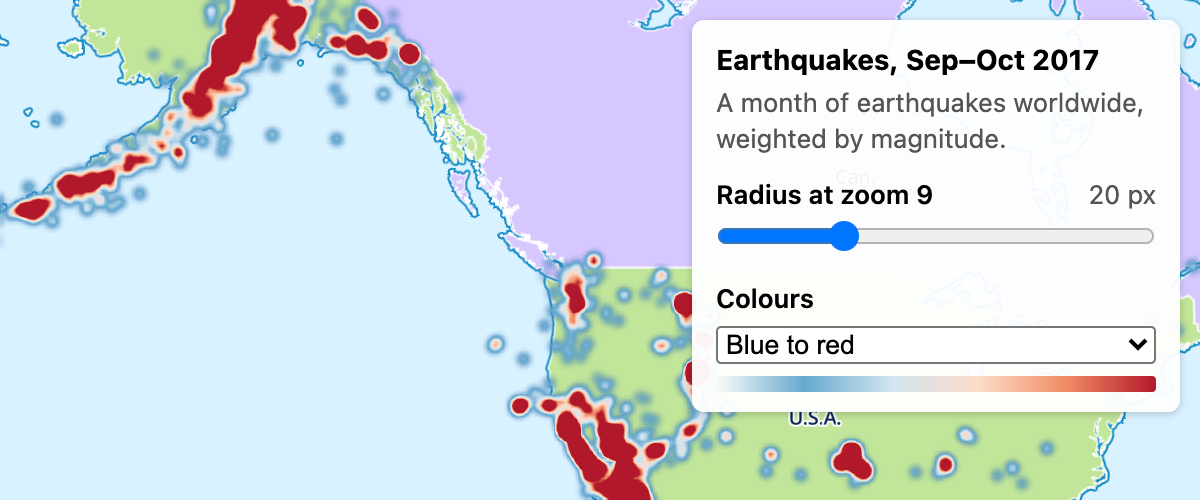 Earthquakes, Sep–Oct 2017
A month of earthquakes worldwide,
weighted by magnitude.
Can.
Radius at zoom 9 20 px
Colours
Blue to red
U.S.A.